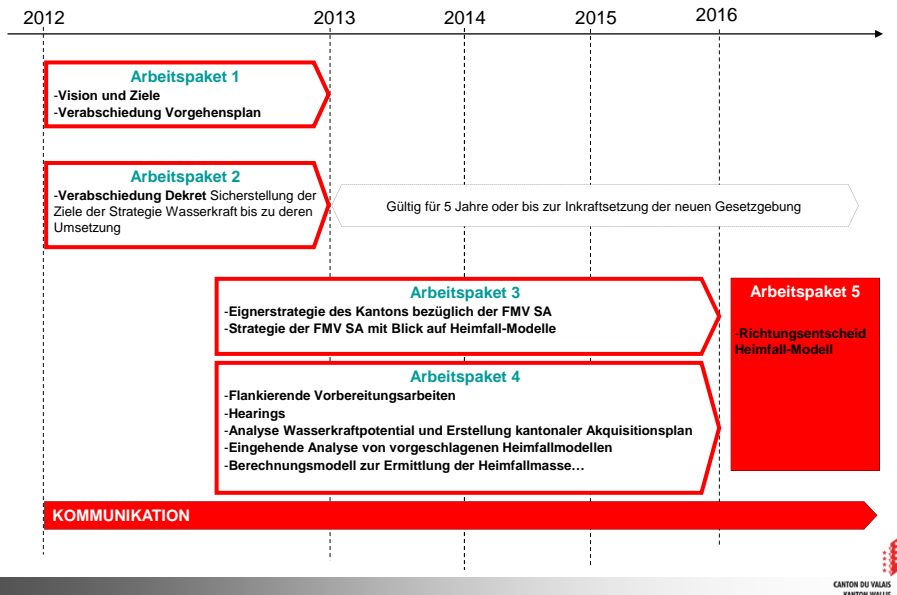 2012 2013 2014 2015 2016
Arbeitspaket 1
-Vision und Ziele
-Verabschiedung Vorgehensplan
Arbeitspaket 2
-Verabschiedung Dekret Sicherstellung der
Ziele der Strategie Wasserkraft bis zu deren
Umsetzung
Gültig für 5 Jahre oder bis zur Inkraftsetzung der neuen Gesetzgebung
Arbeitspaket 3
-Eignerstrategie des Kantons bezüglich der FMV SA
-Strategie der FMV SA mit Blick auf Heimfall-Modelle
Arbeitspaket 5
-Richtungsentscheid
Heimfall-Modell
Arbeitspaket 4
-Flankierende Vorbereitungsarbeiten
-Hearings
-Analyse Wasserkraftpotential und Erstellung kantonaler Akquisitionsplan
-Eingehende Analyse von vorgeschlagenen Heimfallmodellen
-Berechnungsmodell zur Ermittlung der Heimfallmasse…
KOMMUNIKATION
CANTON DU VALAIS
KANTON WALLIS